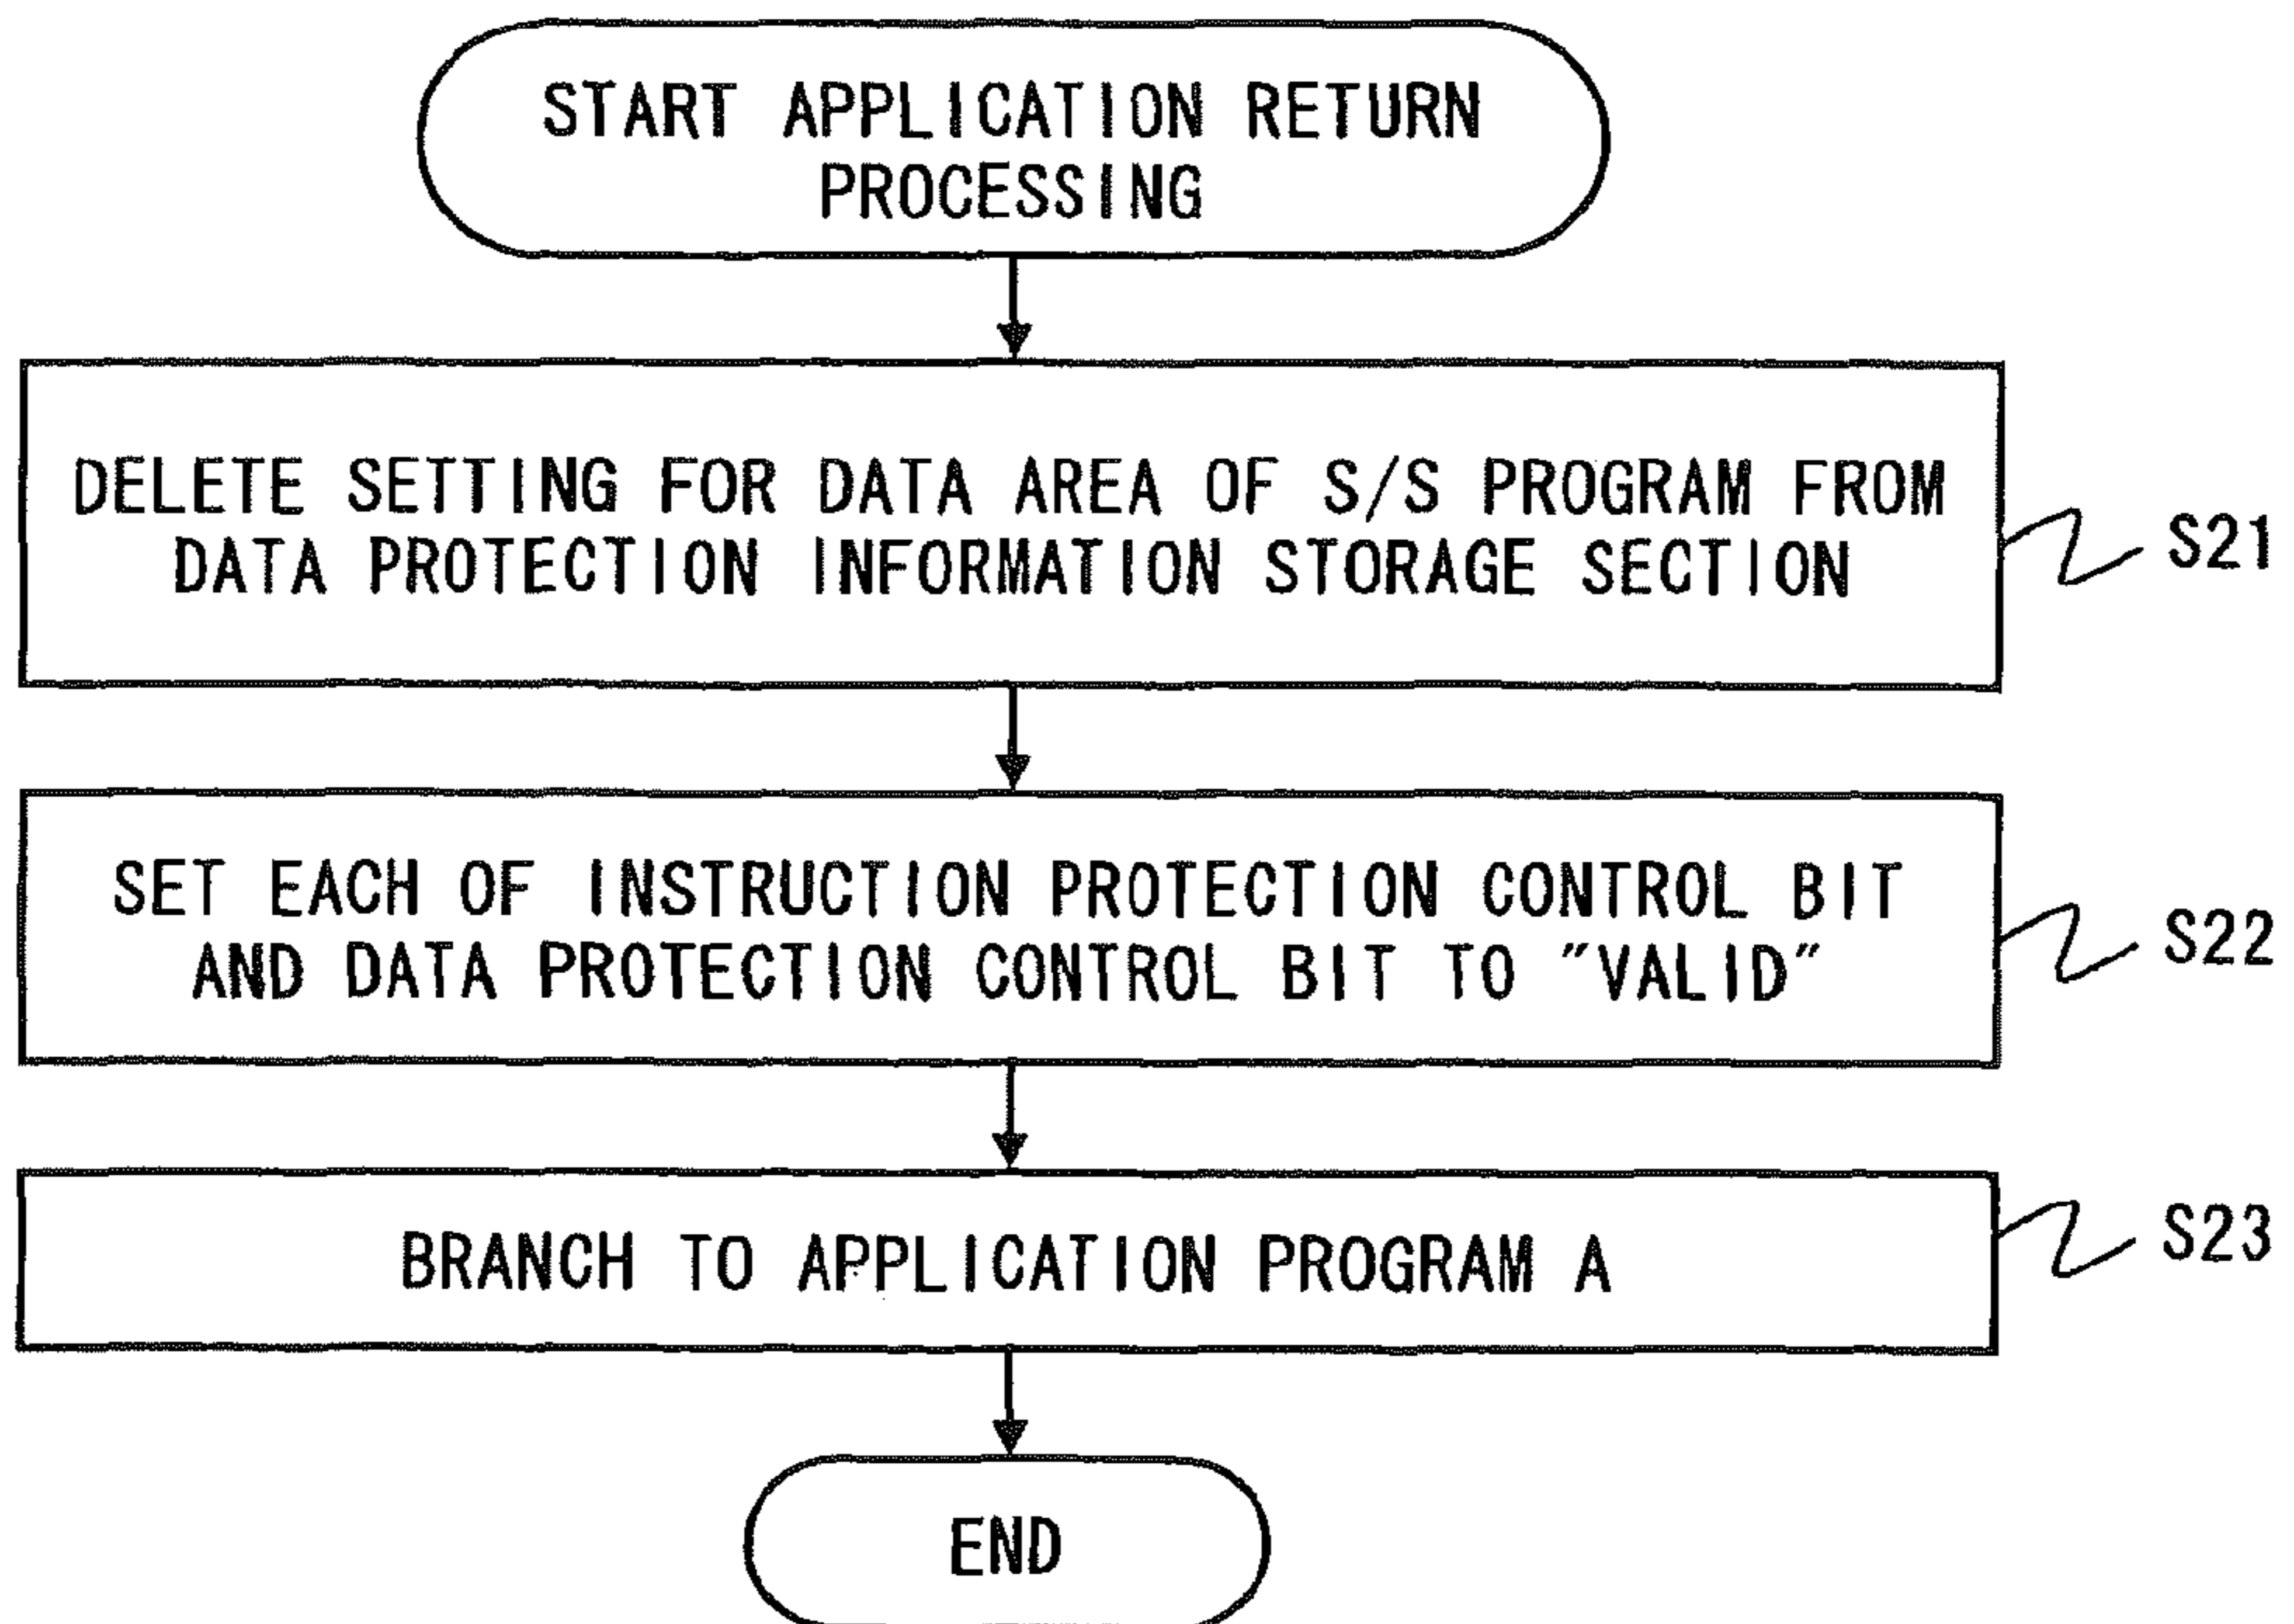 START APPLICATION RETURN
PROCESSING
DELETE SETTING FOR DATA AREA OF S/S PROGRAM FROM
DATA PROTECTION INFORMATION STORAGE SECTION
S21
SET EACH OF INSTRUCTION PROTECTION CONTROL BIT
AND DATA PROTECTION CONTROL BIT TO "VALID"
S22
BRANCH TO APPLICATION PROGRAM A
S23
END